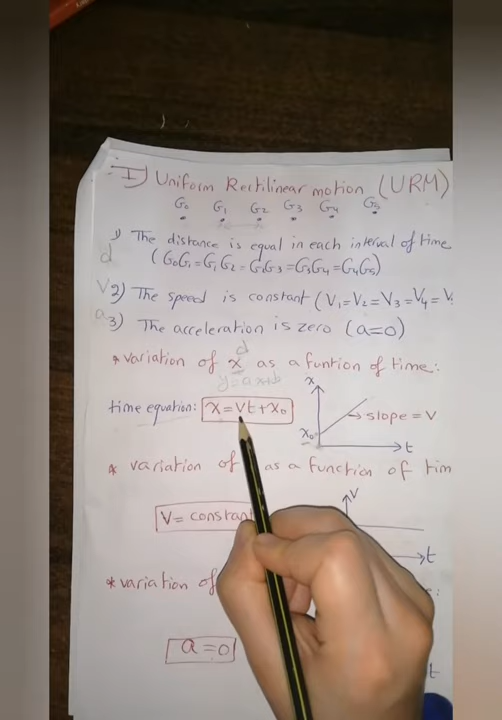 I) Uniform Rectilinear motion (URM)
G₀ G₁ G₂ G₃ G₄ G₅
1) The distance is equal in each interval of time
d (G₀G₁=G₁G₂=G₂G₃=G₃G₄=G₄G₅)
V 2) The speed is constant (V₁=V₂=V₃=V₄=V
a 3) The acceleration is zero (a=0)
d
* variation of x as a funtion of time:
y=ax+b
time equation: x=Vt+x₀
x
slope=V
x₀
t
* variation of as a function of tim
V
V= constant
t
* variation of
:
a=0
t